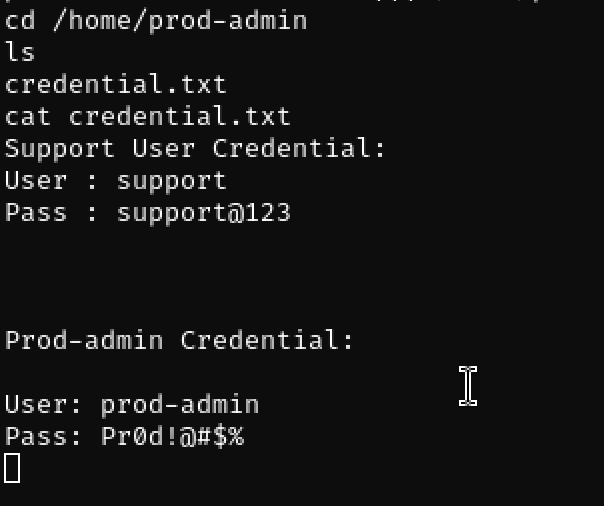 cd /home/prod-admin
ls
credential.txt
cat credential.txt
Support User Credential:
User : support
Pass : support@123
Prod-admin Credential:
User: prod-admin
Pass: Pr0d!@#$%